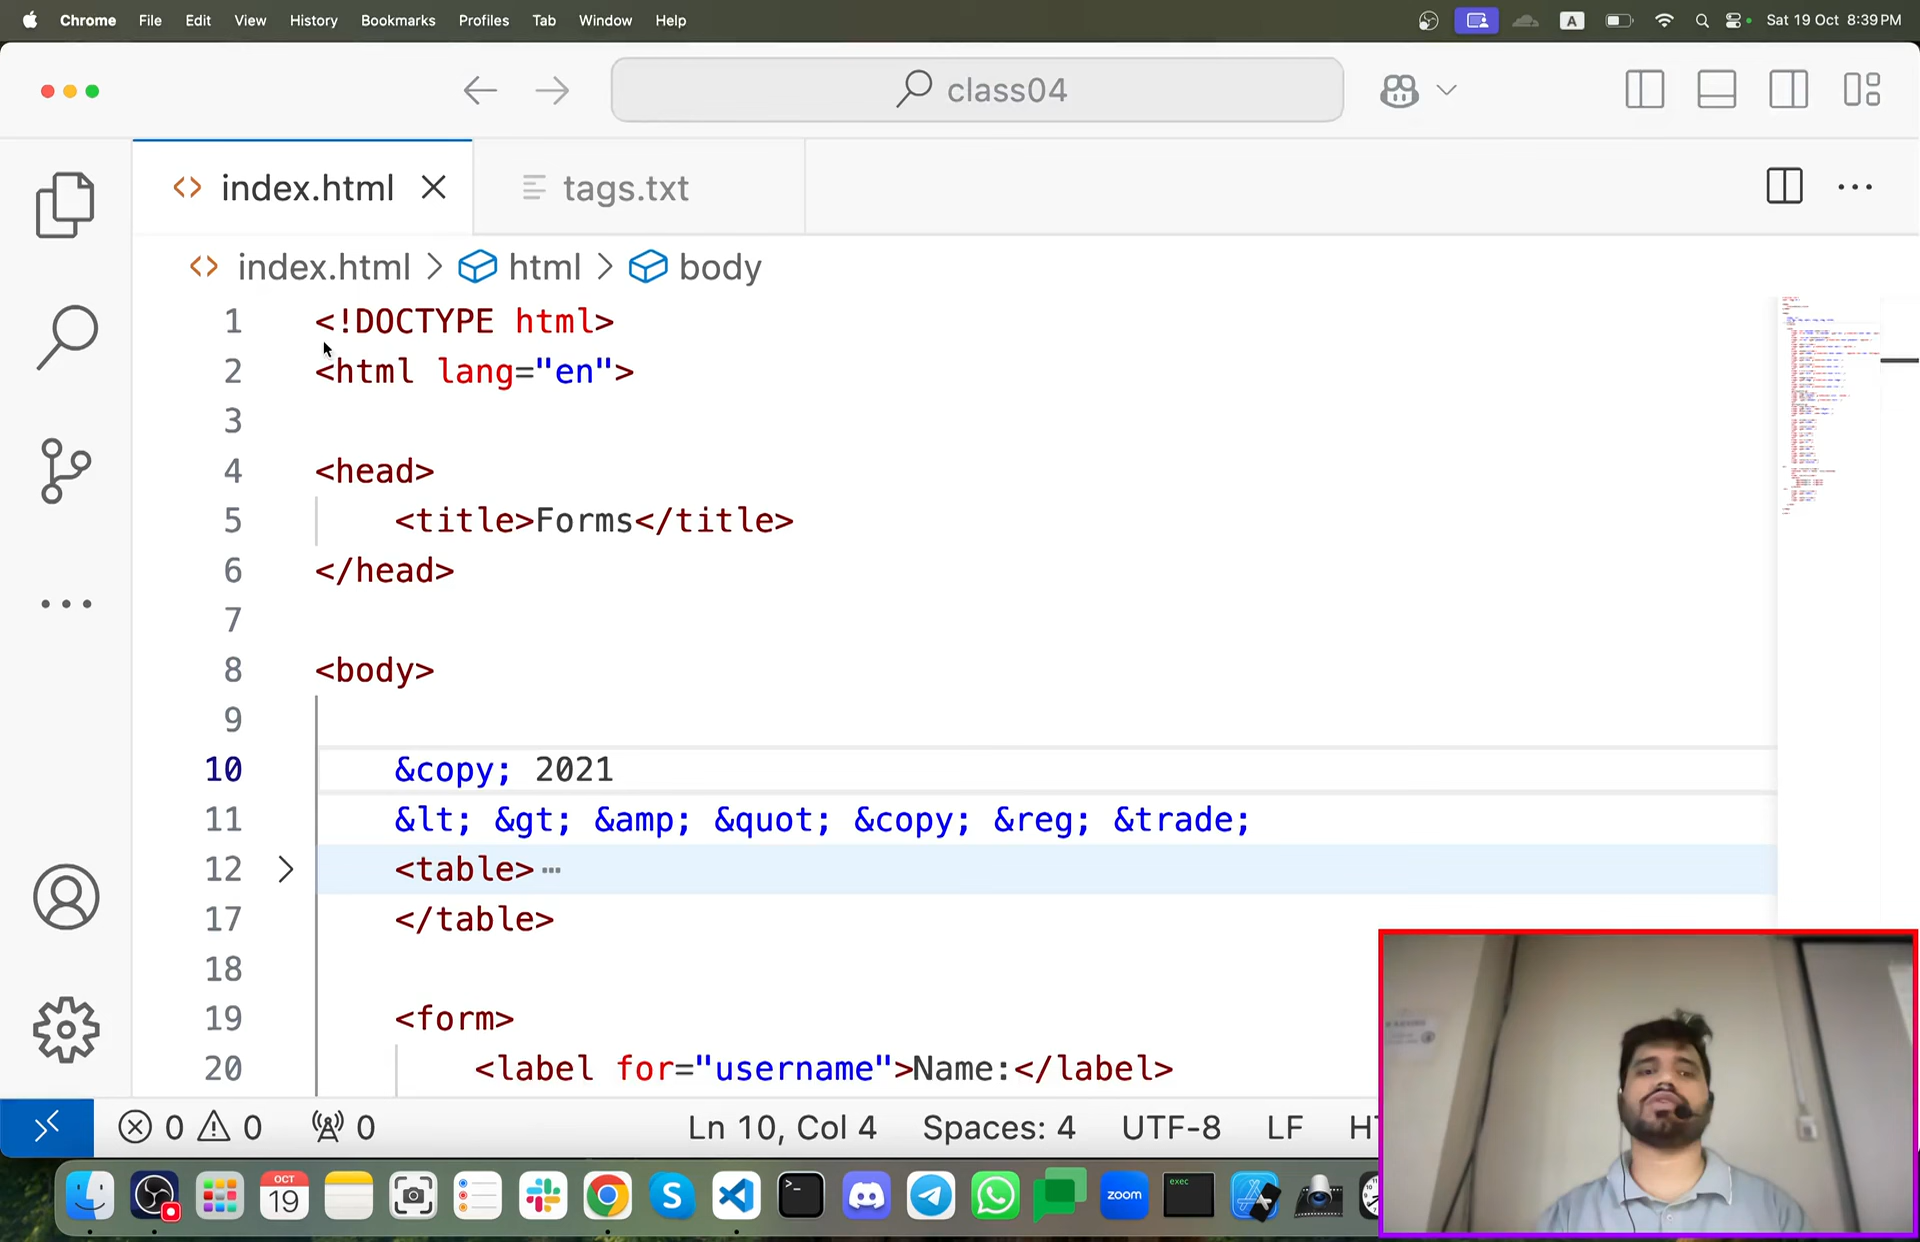 Chrome File Edit View History Bookmarks Profiles Tab Window Help A Sat 19 Oct 8:39 PM
class04
index.html tags.txt
index.html > html > body
1 <!DOCTYPE html>
2 <html lang="en">
3
4 <head>
5 <title>Forms</title>
6 </head>
7
8 <body>
9
10 &copy; 2021
11 &lt; &gt; &amp; &quot; &copy; &reg; &trade;
12 <table>
17 </table>
18
19 <form>
20 <label for="username">Name:</label>
0 0 0 Ln 10, Col 4 Spaces: 4 UTF-8 LF
OCT
19
S
zoom
exec